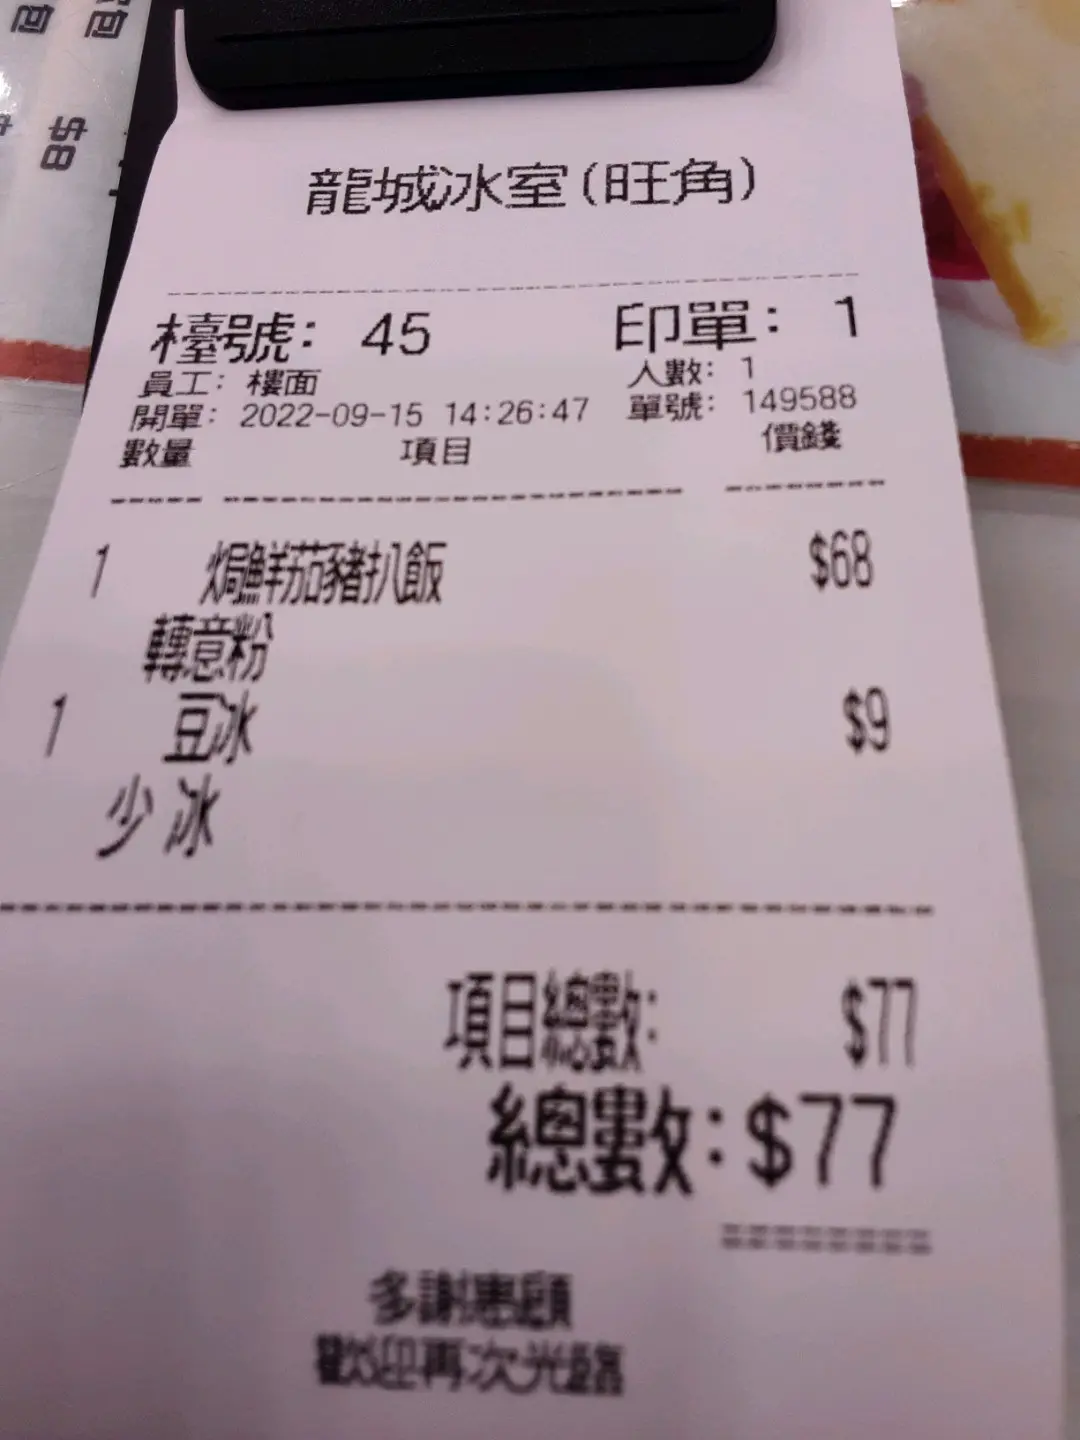 包 包
$8
龍城冰室(旺角)
檯號: 45 印單: 1
員工: 樓面 人數: 1
開單: 2022-09-15 14:26:47 單號: 149588
數量 項目 價錢
1 焗鮮茄豬扒飯 $68
轉意粉
1 豆冰 $9
少冰
項目總數: $77
總數: $77
多謝惠顧
歡迎再次光臨